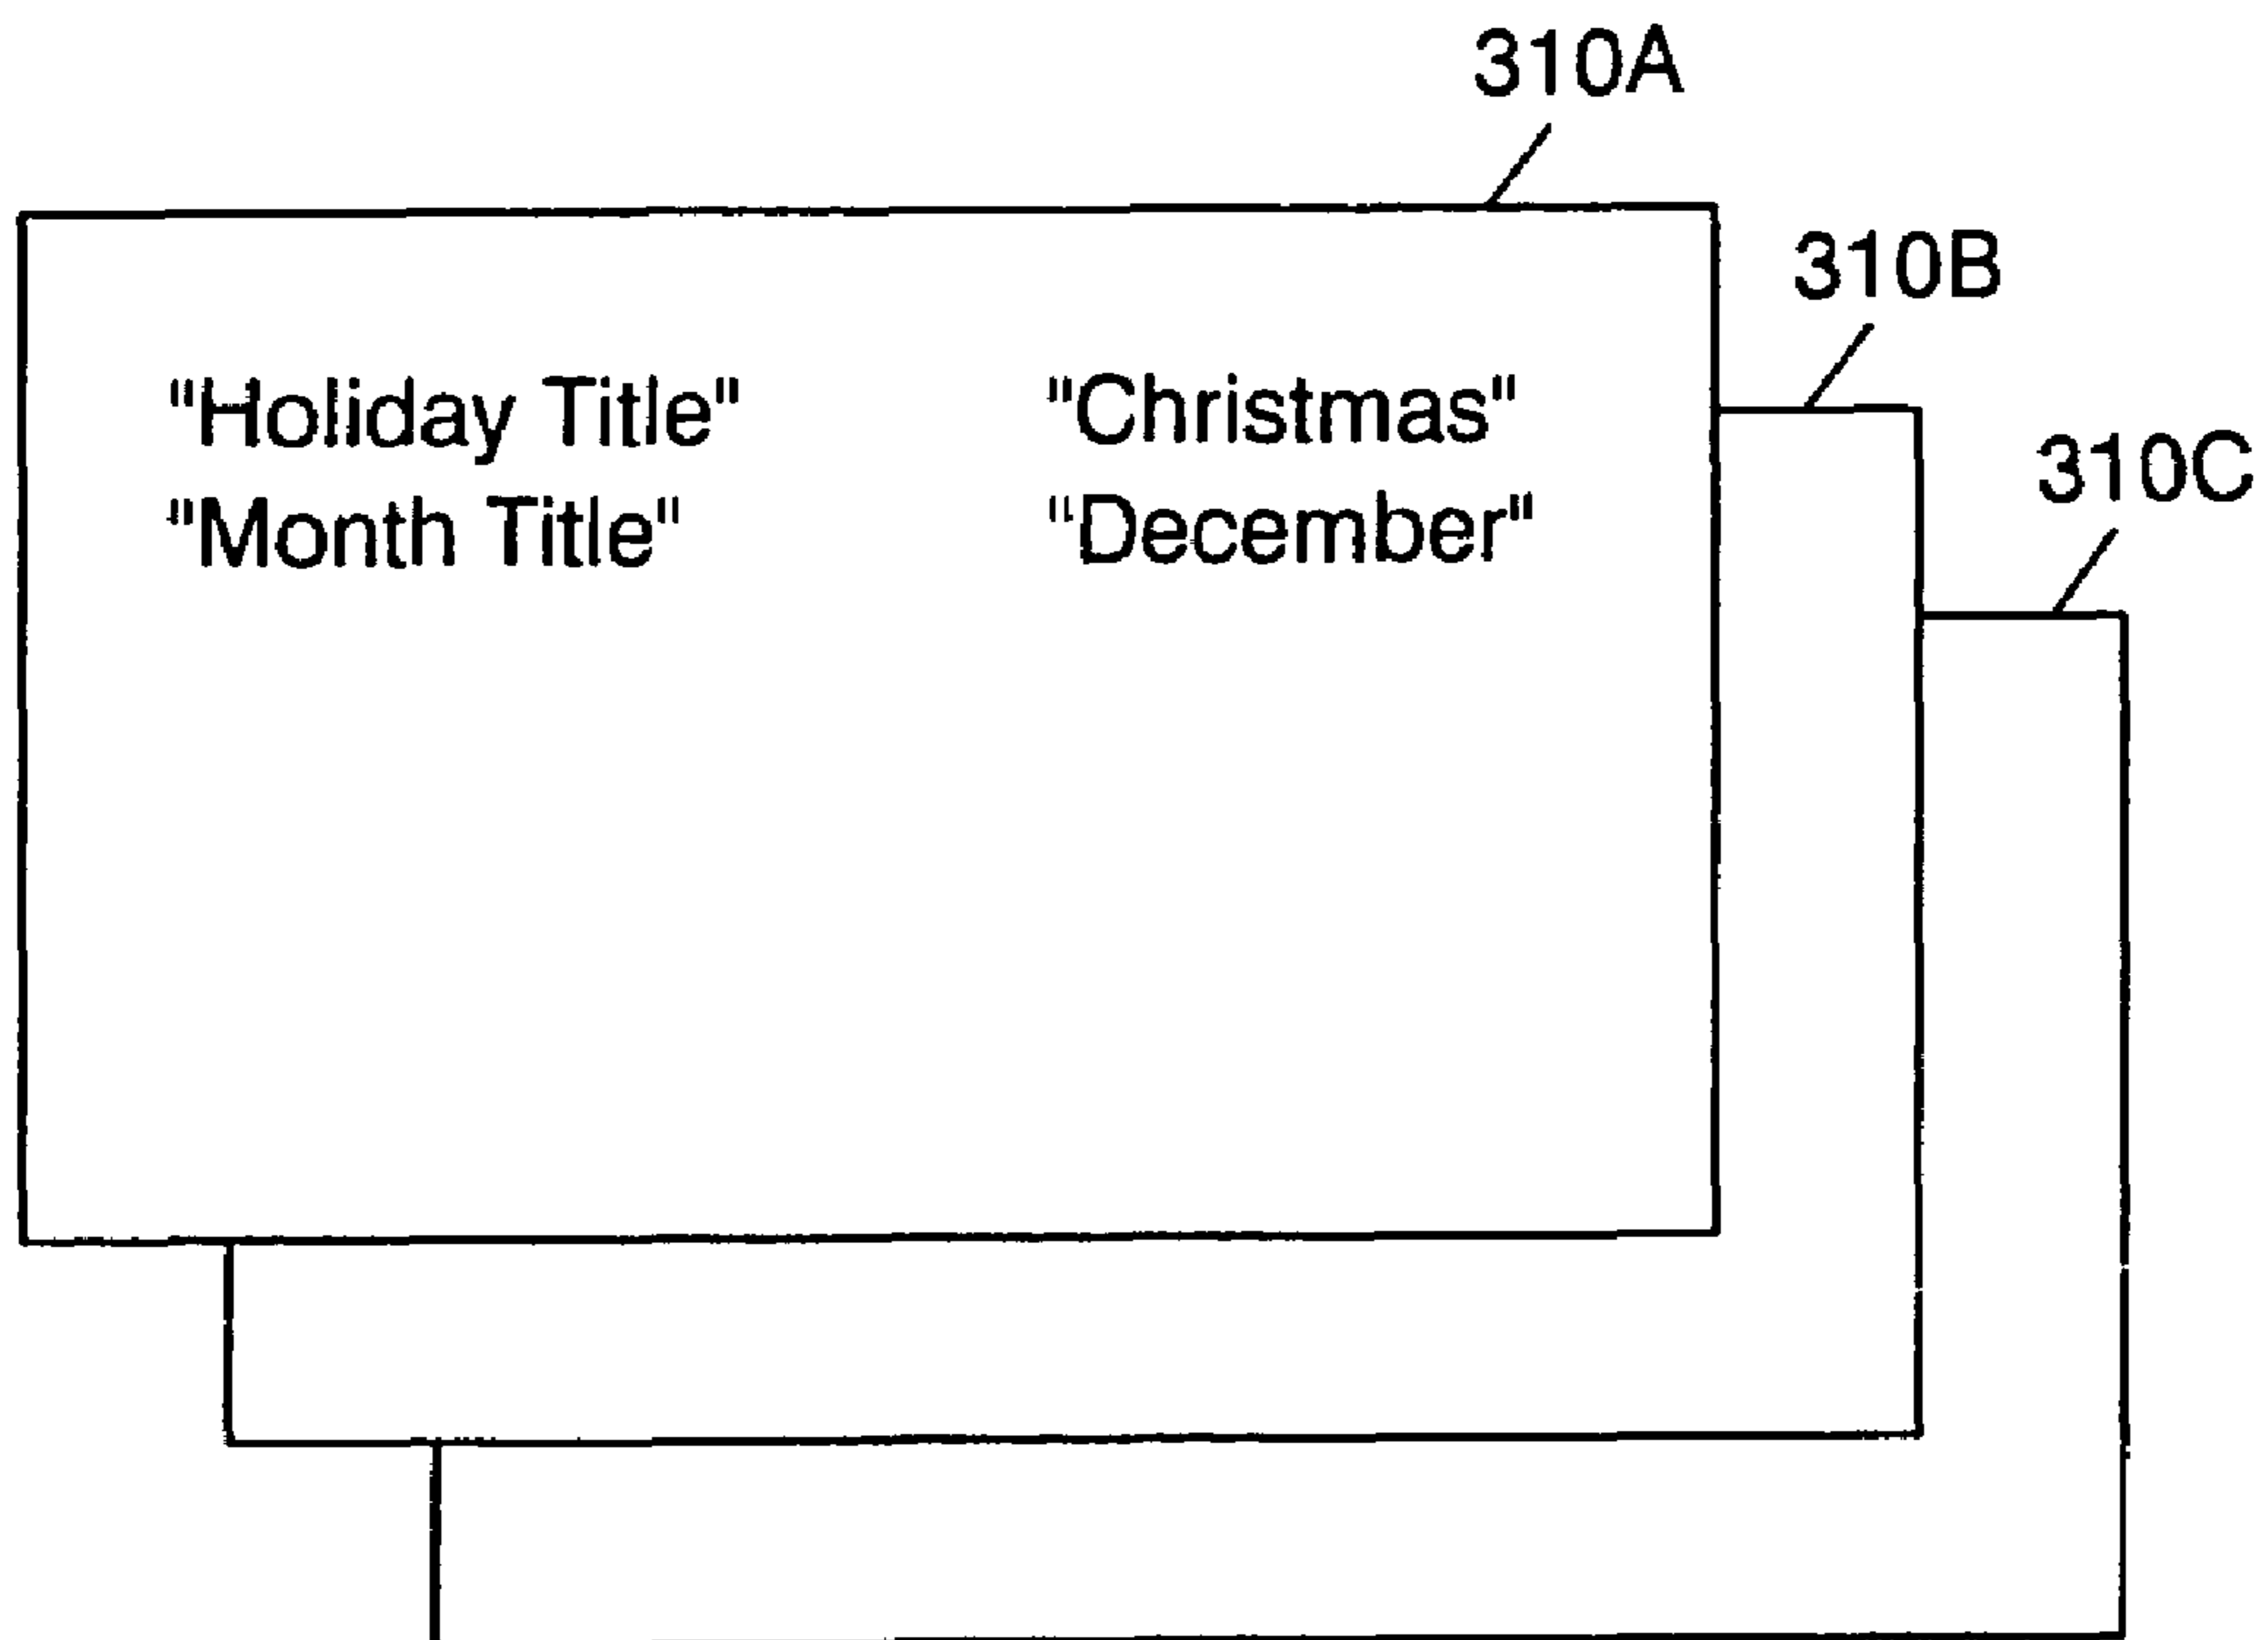 310A
310B
310C
"Holiday Title" "Christmas"
"Month Title" "December"